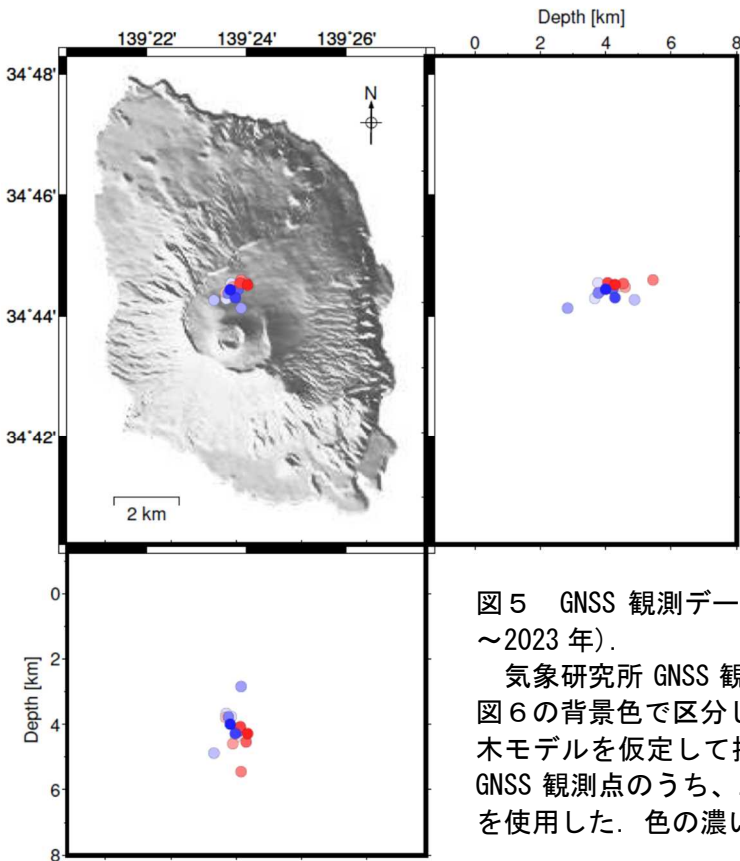 Depth [km]
139°22' 139°24' 139°26'
0 2 4 6 8
34°48'
N
34°46'
34°44'
34°42'
2 km
0
2
Depth [km]
4
6
8
図5 GNSS 観測デー
~2023 年).
気象研究所 GNSS 観
図6の背景色で区分し
木モデルを仮定して推
GNSS 観測点のうち、
を使用した. 色の濃い